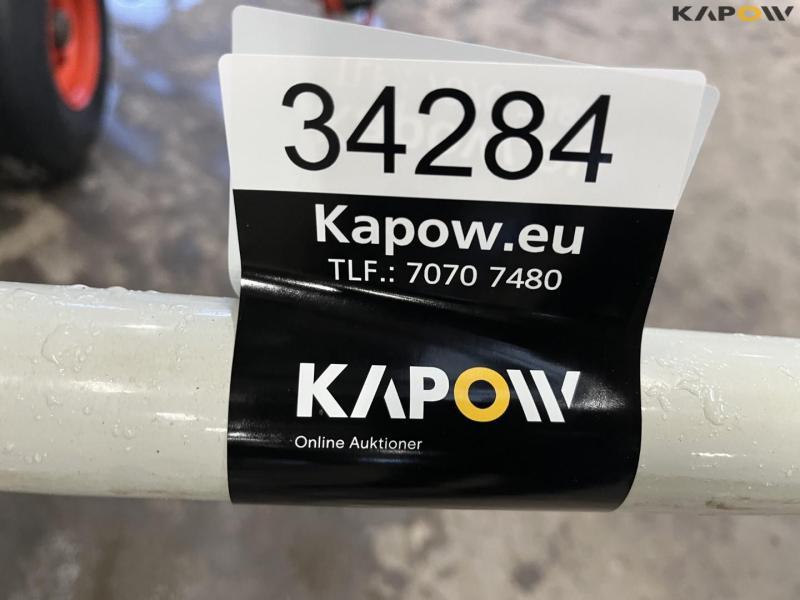 KAPOW
34284
Kapow.eu
TLF.: 7070 7480
KAPOW
Online Auktioner